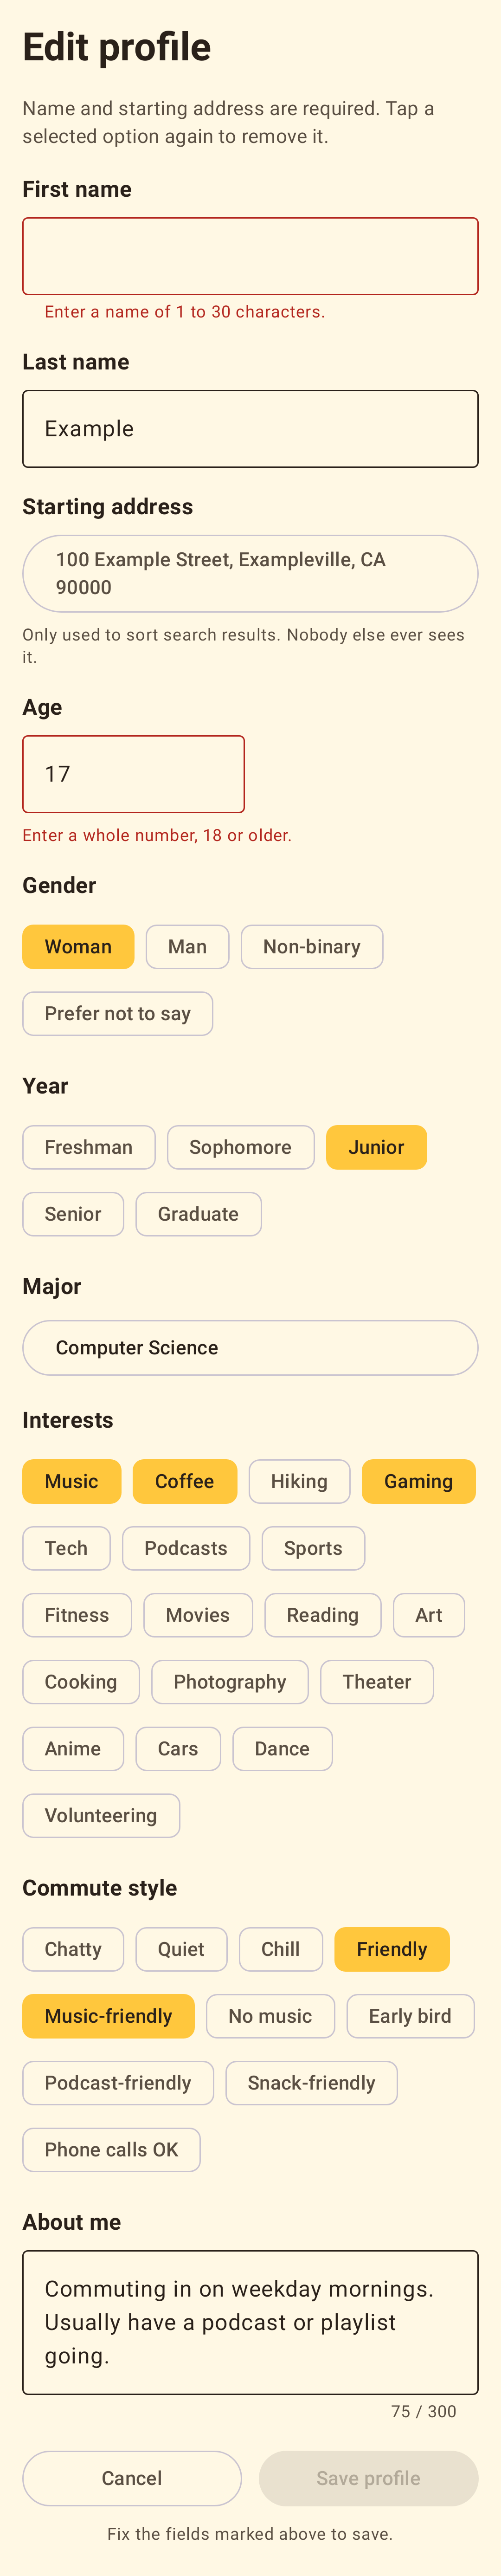 Edit profile
Name and starting address are required. Tap a
selected option again to remove it.
First name
Enter a name of 1 to 30 characters.
Last name
Example
Starting address
100 Example Street, Exampleville, CA
90000
Only used to sort search results. Nobody else ever sees
it.
Age
17
Enter a whole number, 18 or older.
Gender
Woman Man Non-binary
Prefer not to say
Year
Freshman Sophomore Junior
Senior Graduate
Major
Computer Science
Interests
Music Coffee Hiking Gaming
Tech Podcasts Sports
Fitness Movies Reading Art
Cooking Photography Theater
Anime Cars Dance
Volunteering
Commute style
Chatty Quiet Chill Friendly
Music-friendly No music Early bird
Podcast-friendly Snack-friendly
Phone calls OK
About me
Commuting in on weekday mornings.
Usually have a podcast or playlist
going.
75 / 300
Cancel Save profile
Fix the fields marked above to save.